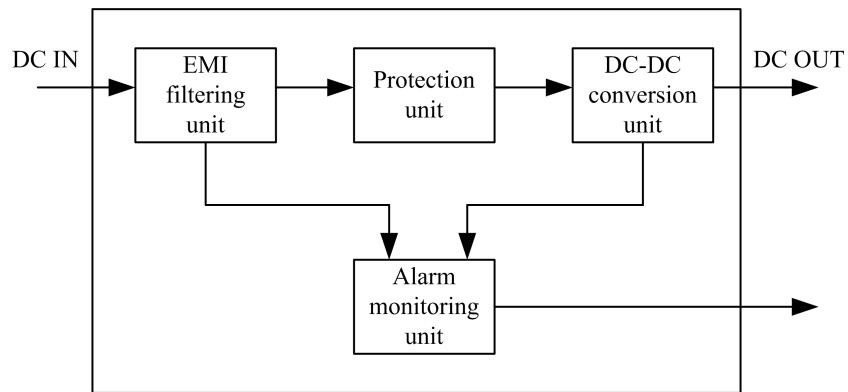 DC IN
EMI
filtering
unit
Protection
unit
DC-DC
conversion
unit
DC OUT
Alarm
monitoring
unit